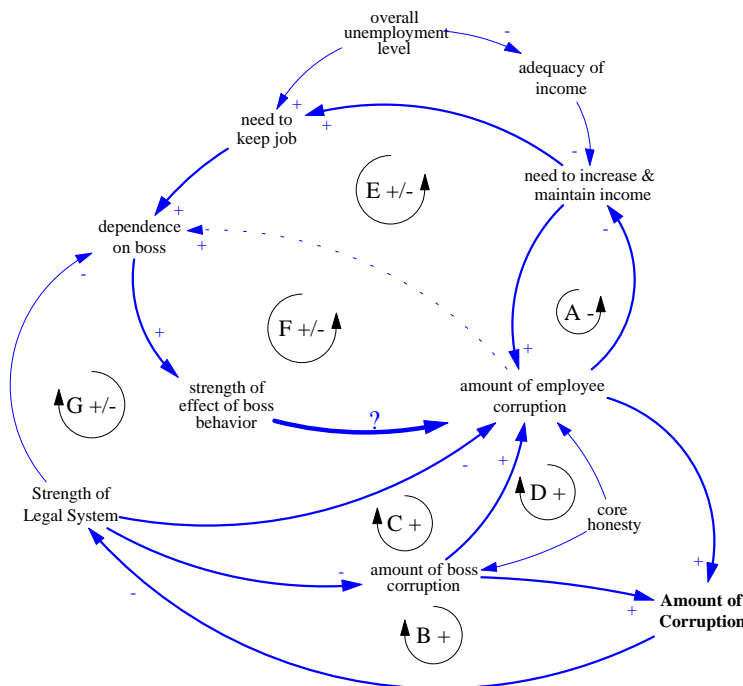 overall
unemployment
level
-
adequacy of
income
+
+
need to
keep job
-
need to increase &
maintain income
E +/-
+
+
-
dependence
on boss
-
A -
+
F +/-
+
strength of
effect of boss
behavior
amount of employee
corruption
G +/-
?
+
-
Strength of
Legal System
D +
core
honesty
C +
-
amount of boss
corruption
+
-
+
Amount of
Corruption
B +